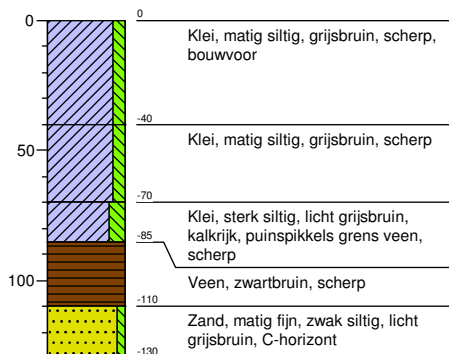 0
0
Klei, matig siltig, grijsbruin, scherp,
bouwvoor
-40
Klei, matig siltig, grijsbruin, scherp
50
-70
Klei, sterk siltig, licht grijsbruin,
kalkrijk, puinspikkels grens veen,
scherp
-85
Veen, zwartbruin, scherp
100
-110
Zand, matig fijn, zwak siltig, licht
grijsbruin, C-horizont
-130